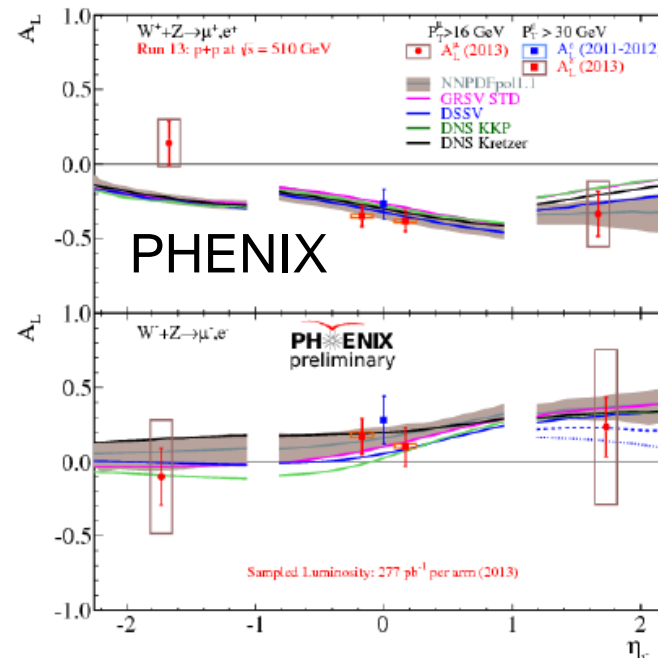 A_L
W⁺+Z→μ⁺,e⁺
Run 13: p+p at √s = 510 GeV
P_T^μ>16 GeV P_T^e > 30 GeV
A_L^μ (2013) A_L^e (2011-2012)
A_L^e (2013)
NNPDFpol1.1
GRSV STD
DSSV
DNS KKP
DNS Kretzer
1.0
0.5
0.0
-0.5
PHENIX
A_L
1.0
W⁻+Z→μ⁻,e⁻
PH ENIX
preliminary
0.5
0.0
-0.5
Sampled Luminosity: 277 pb⁻¹ per arm (2013)
-1.0
-2 -1 0 1 2